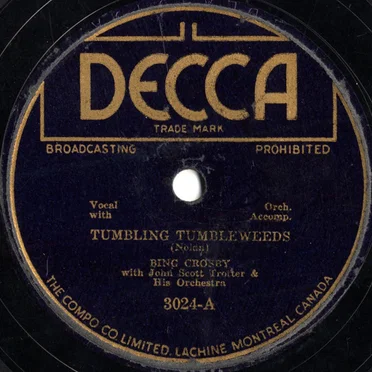 DECCA
TRADE MARK
BROADCASTING PROHIBITED
Vocal with Orch. Accomp.
TUMBLING TUMBLEWEEDS
(Nolan)
BING CROSBY
with John Scott Trotter &
His Orchestra
3024-A
THE COMPO CO LIMITED, LACHINE MONTREAL, CANADA